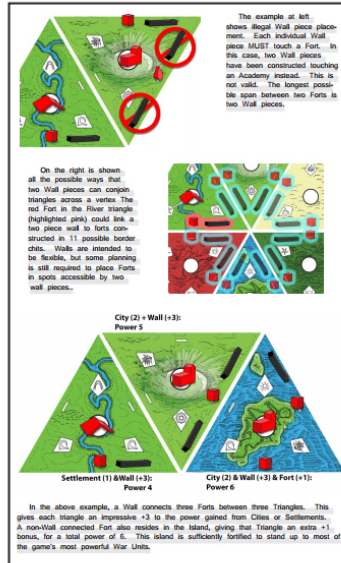 The example at left
shows illegal Wall piece place-
ment. Each individual Wall
piece MUST touch a Fort. In
this case, two Wall pieces
have been constructed touching
an Academy instead. This is
not valid. The longest possi-
ble span between two Forts is
two Wall pieces.
On the right is shown
all the possible ways that
two Wall pieces can conjoin
triangles across a vertex The
red Fort in the River triangle
(highlighted pink) could link a
two piece wall to forts con-
structed in 11 possible border
chits. Walls are intended to
be flexible, but some planning
is still required to place Forts
in spots accessible by two
wall pieces..
City (2) + Wall (+3):
Power 5
Settlement (1) &Wall (+3):
Power 4
City (2) & Wall (+3) & Fort (+1):
Power 6
In the above example, a Wall connects three Forts between three Triangles. This
gives each triangle an impressive +3 to the power gained from Cities or Settlements.
A non-Wall connected Fort also resides in the Island, giving that Triangle an extra +1
bonus, for a total power of 6. This island is sufficiently fortified to stand up to most of
the game's most powerful War Units.